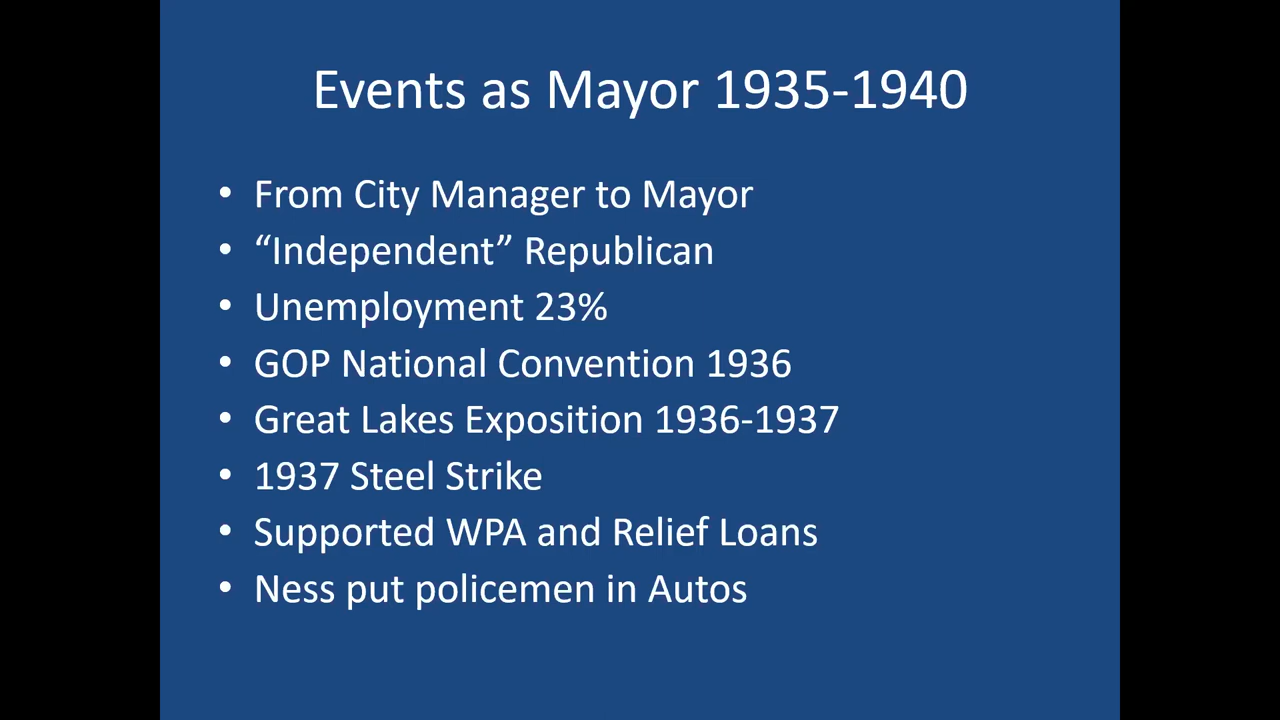 Events as Mayor 1935-1940
• From City Manager to Mayor
• “Independent” Republican
• Unemployment 23%
• GOP National Convention 1936
• Great Lakes Exposition 1936-1937
• 1937 Steel Strike
• Supported WPA and Relief Loans
• Ness put policemen in Autos